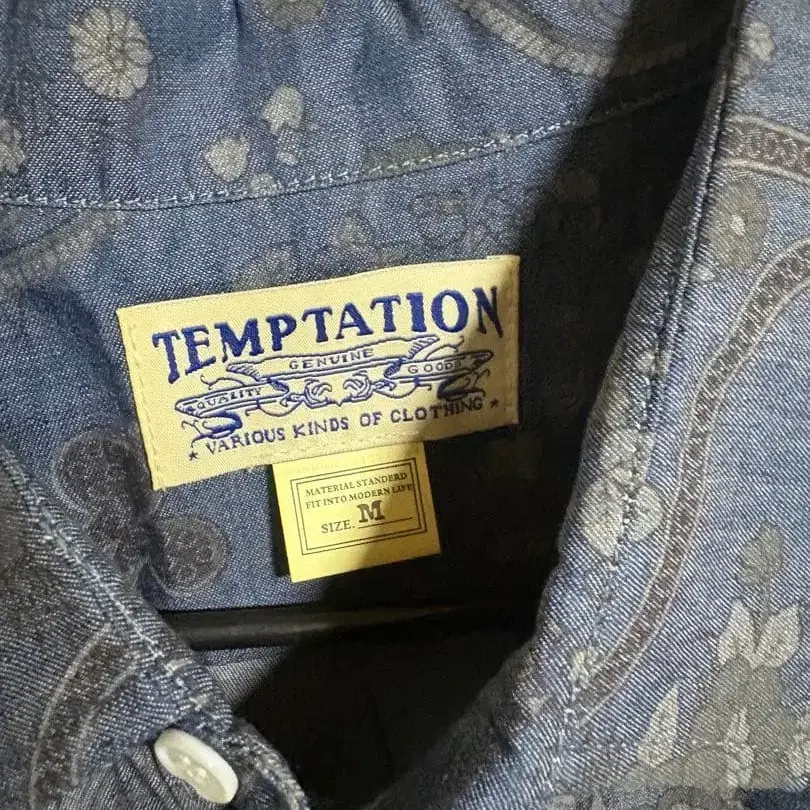 TEMPTATION
GENUINE
QUALITY GOODS
★ VARIOUS KINDS OF CLOTHING ★
MATERIAL STANDERD
FIT INTO MODERN LIFE
SIZE. M